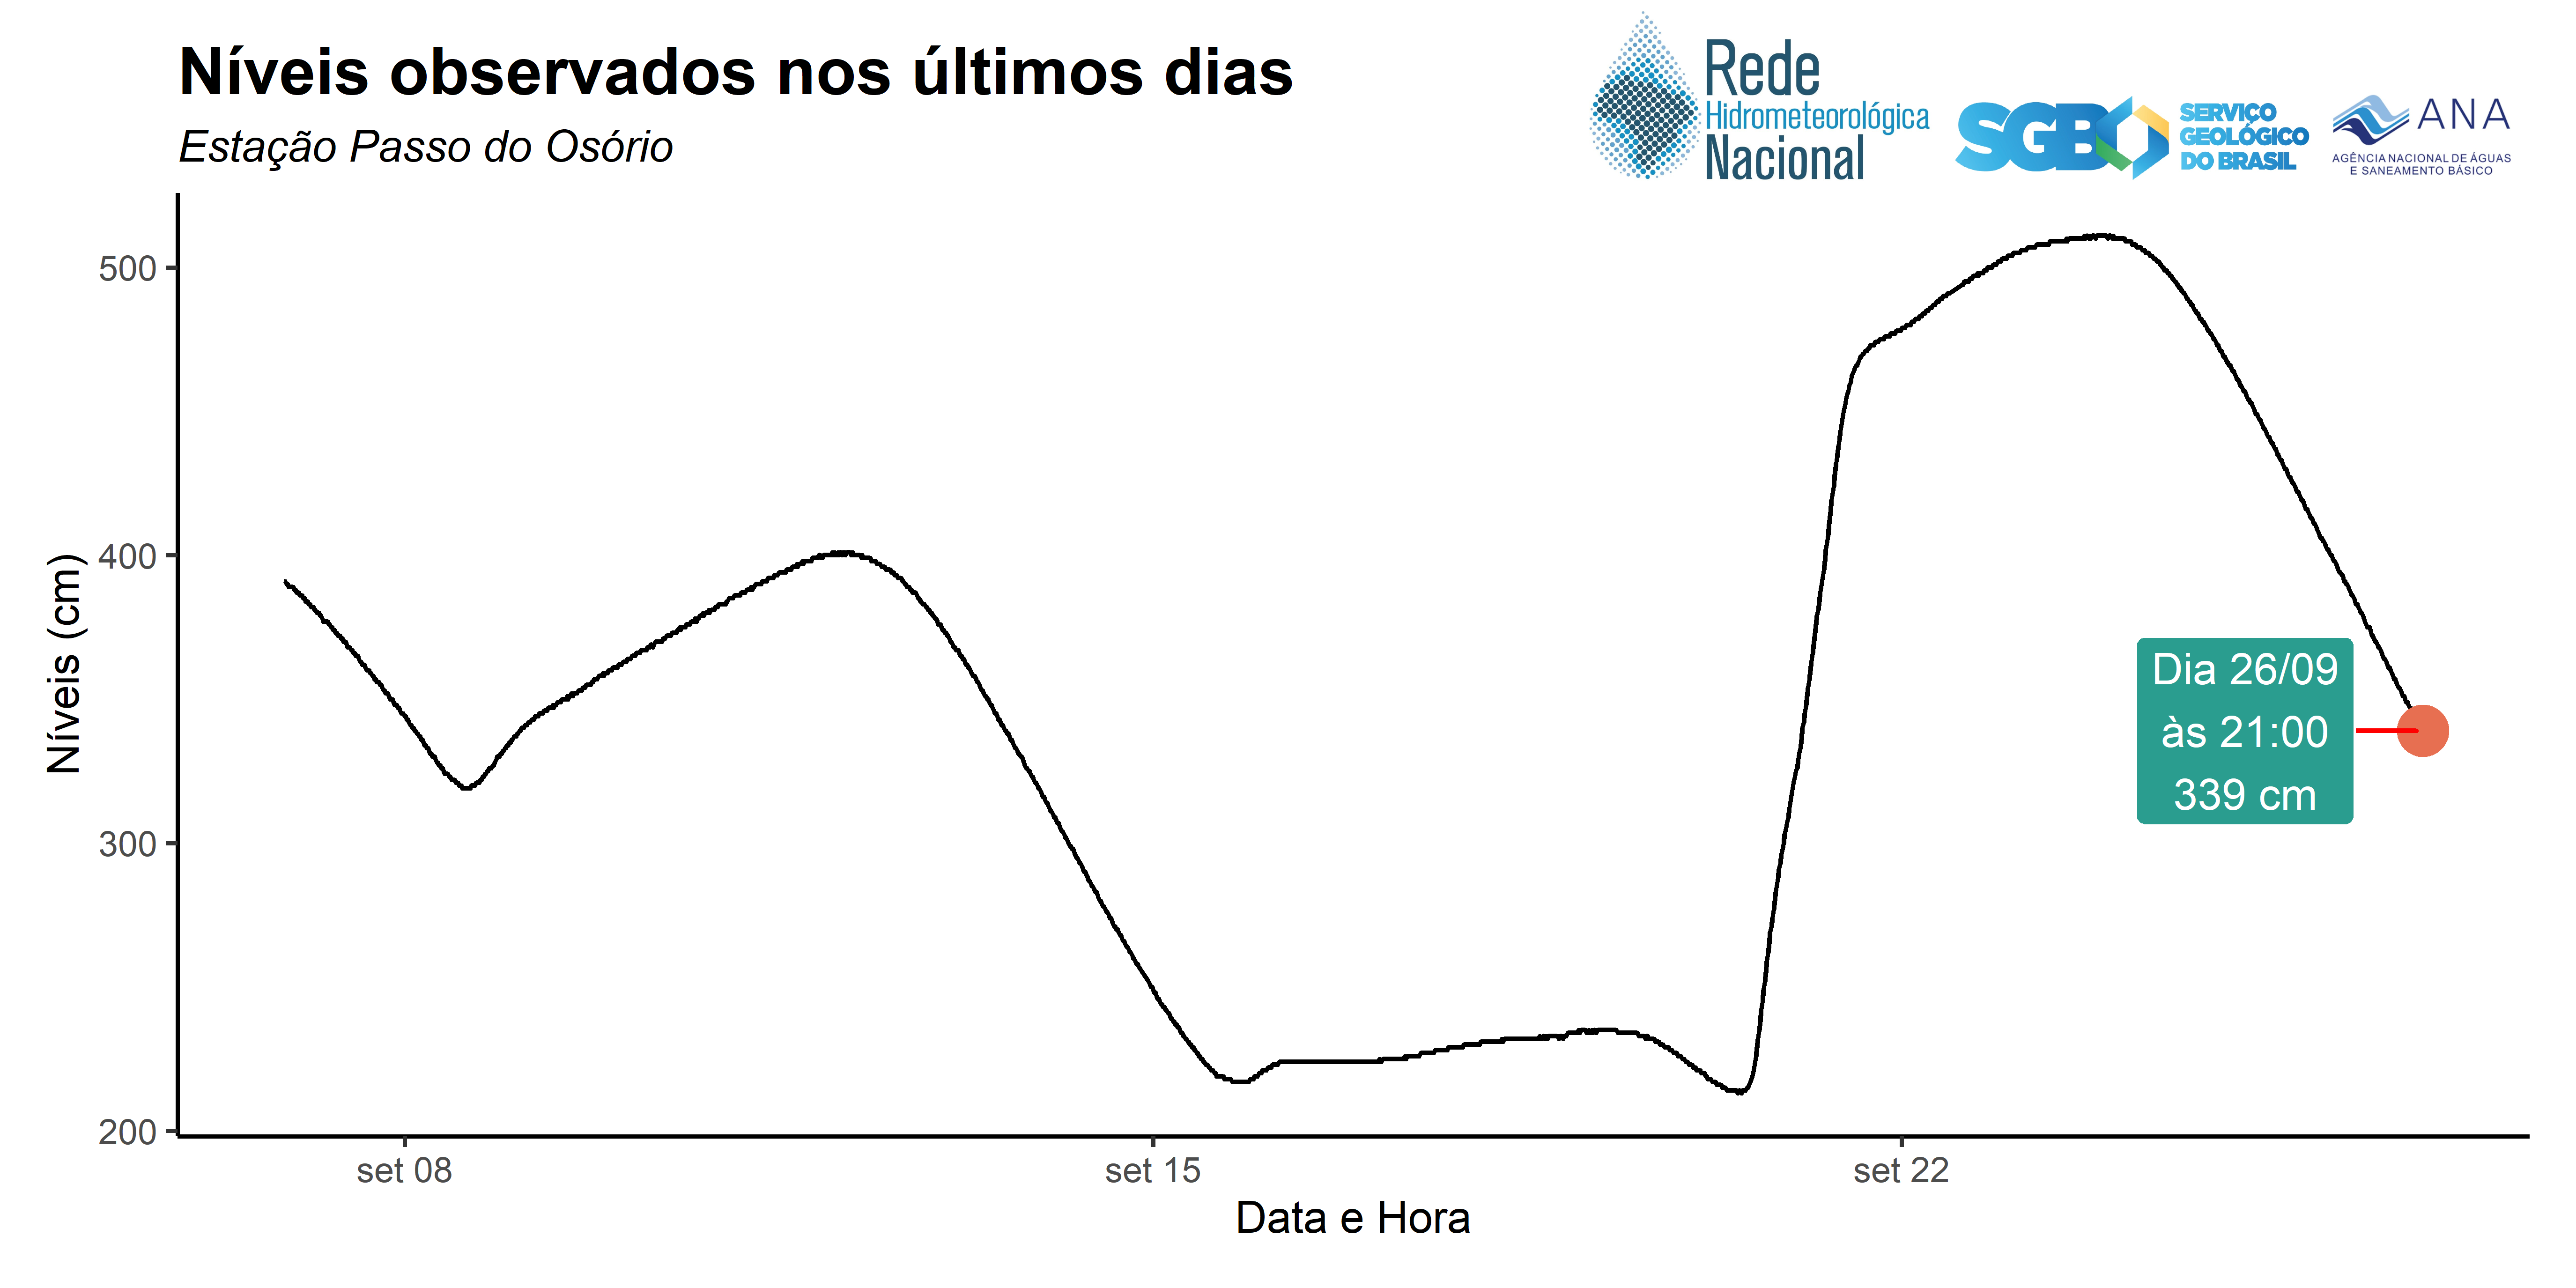 Níveis observados nos últimos dias
Estação Passo do Osório
Rede
Hidrometeorológica
Nacional
SGB
SERVIÇO
GEOLÓGICO
DO BRASIL
ANA
AGÊNCIA NACIONAL DE ÁGUAS
E SANEAMENTO BÁSICO
Níveis (cm)
500
400
300
200
Dia 26/09
às 21:00
339 cm
set 08
set 15
set 22
Data e Hora